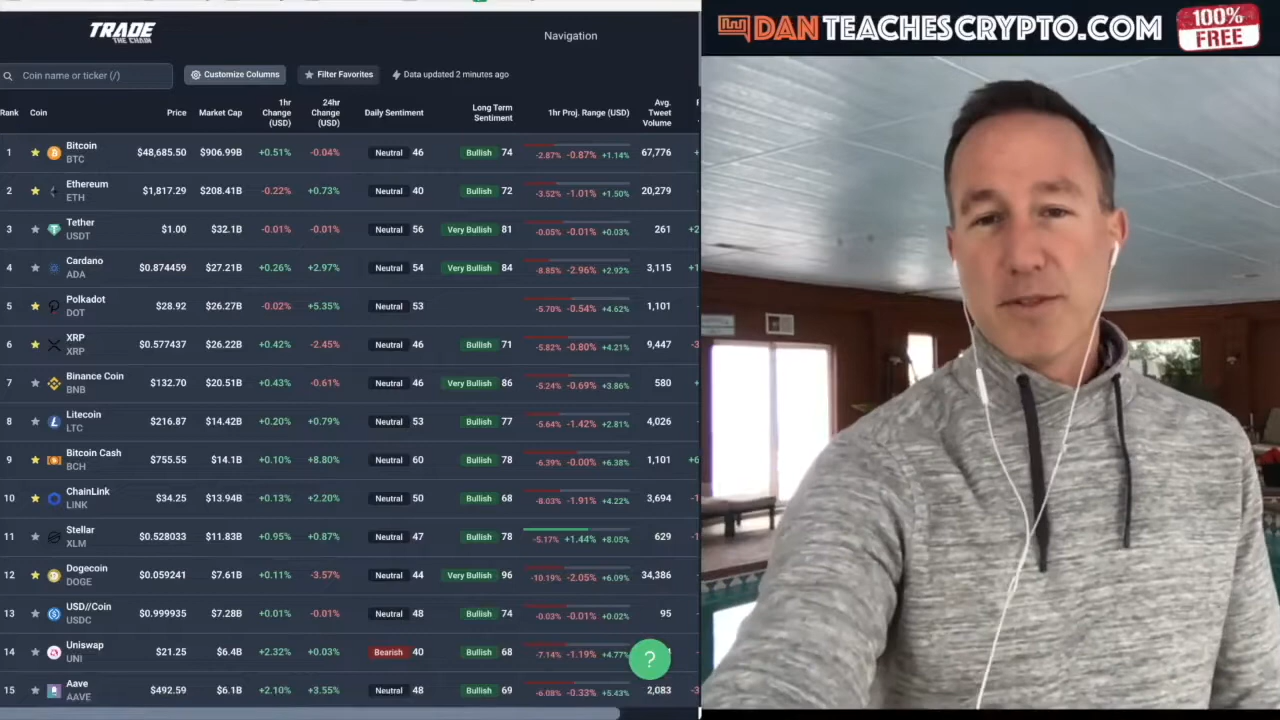 TRADE
THE CHAIN
Navigation
DANTEACHESCRYPTO.COM
100%
FREE
Coin name or ticker (/)
Customize Columns
Filter Favorites
Data updated 2 minutes ago
Rank Coin Price Market Cap 1hr Change (USD) 24hr Change (USD) Daily Sentiment Long Term Sentiment 1hr Proj. Range (USD) Avg. Tweet Volume
1 Bitcoin BTC $48,685.50 $906.99B +0.51% -0.04% Neutral 46 Bullish 74 -2.87% -0.87% +1.14% 67,776
2 Ethereum ETH $1,817.29 $208.41B -0.22% +0.73% Neutral 40 Bullish 72 -3.52% -1.01% +1.50% 20,279
3 Tether USDT $1.00 $32.1B -0.01% -0.01% Neutral 56 Very Bullish 81 -0.05% -0.01% +0.03% 261
4 Cardano ADA $0.874459 $27.21B +0.26% +2.97% Neutral 54 Very Bullish 84 -8.85% -2.96% +2.92% 3,115
5 Polkadot DOT $28.92 $26.27B -0.02% +5.35% Neutral 53 -5.70% -0.54% +4.62% 1,101
6 XRP XRP $0.577437 $26.22B +0.42% -2.45% Neutral 46 Bullish 71 -5.82% -0.80% +4.21% 9,447
7 Binance Coin BNB $132.70 $20.51B +0.43% -0.61% Neutral 46 Very Bullish 86 -5.24% -0.69% +3.86% 580
8 Litecoin LTC $216.87 $14.42B +0.20% +0.79% Neutral 53 Bullish 77 -5.64% -1.42% +2.81% 4,026
9 Bitcoin Cash BCH $755.55 $14.1B +0.10% +8.80% Neutral 60 Bullish 78 -6.39% -0.00% +6.38% 1,101
10 ChainLink LINK $34.25 $13.94B +0.13% +2.20% Neutral 50 Bullish 68 -8.03% -1.91% +4.22% 3,694
11 Stellar XLM $0.528033 $11.83B +0.95% +0.87% Neutral 47 Bullish 78 -5.17% +1.44% +8.05% 629
12 Dogecoin DOGE $0.059241 $7.61B +0.11% -3.57% Neutral 44 Very Bullish 96 -10.19% -2.05% +6.09% 34,386
13 USD//Coin USDC $0.999935 $7.28B +0.01% -0.01% Neutral 48 Bullish 74 -0.03% -0.01% +0.02% 95
14 Uniswap UNI $21.25 $6.4B +2.32% +0.03% Bearish 40 Bullish 68 -7.14% -1.19% +4.77%
?
15 Aave AAVE $492.59 $6.1B +2.10% +3.55% Neutral 48 Bullish 69 -6.08% -0.33% +5.43% 2,083